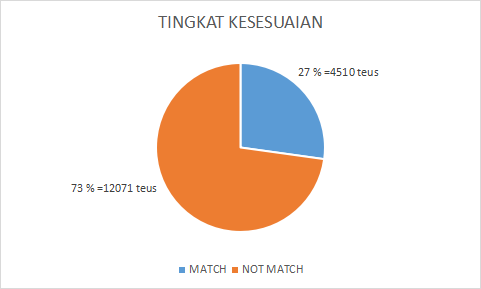 TINGKAT KESESUAIAN
27 % =4510 teus
73 % =12071 teus
MATCH NOT MATCH